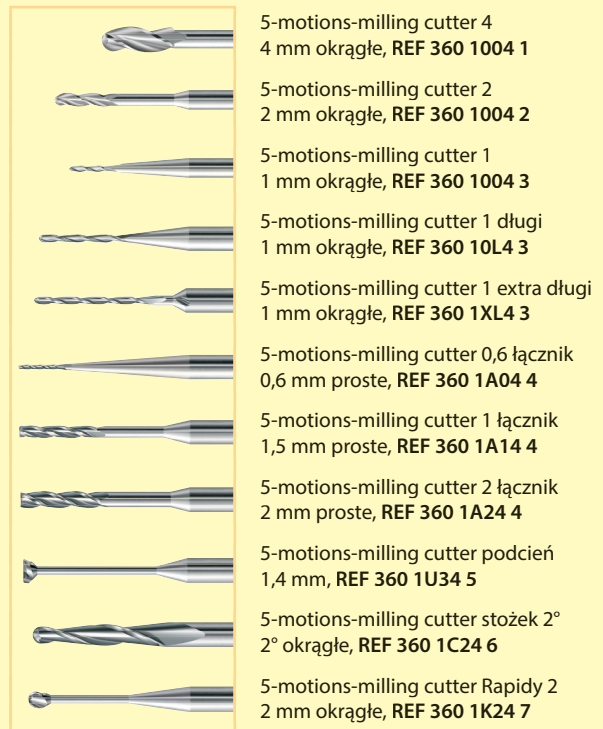 5-motions-milling cutter 4
4 mm okrągłe, REF 360 1004 1
5-motions-milling cutter 2
2 mm okrągłe, REF 360 1004 2
5-motions-milling cutter 1
1 mm okrągłe, REF 360 1004 3
5-motions-milling cutter 1 długi
1 mm okrągłe, REF 360 10L4 3
5-motions-milling cutter 1 extra długi
1 mm okrągłe, REF 360 1XL4 3
5-motions-milling cutter 0,6 łącznik
0,6 mm proste, REF 360 1A04 4
5-motions-milling cutter 1 łącznik
1,5 mm proste, REF 360 1A14 4
5-motions-milling cutter 2 łącznik
2 mm proste, REF 360 1A24 4
5-motions-milling cutter podcień
1,4 mm, REF 360 1U34 5
5-motions-milling cutter stożek 2°
2° okrągłe, REF 360 1C24 6
5-motions-milling cutter Rapidy 2
2 mm okrągłe, REF 360 1K24 7